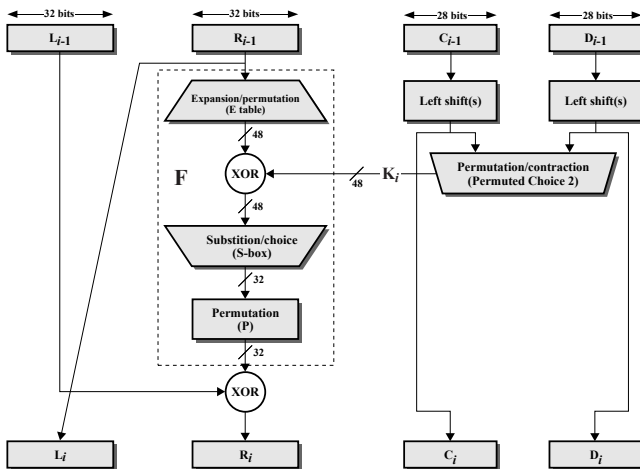 32 bits
32 bits
28 bits
28 bits
Li-1
Ri-1
Ci-1
Di-1
Expansion/permutation
(E table)
Left shift(s)
Left shift(s)
48
F
XOR
48
Ki
Permutation/contraction
(Permuted Choice 2)
48
Substition/choice
(S-box)
32
Permutation
(P)
32
XOR
Li
Ri
Ci
Di